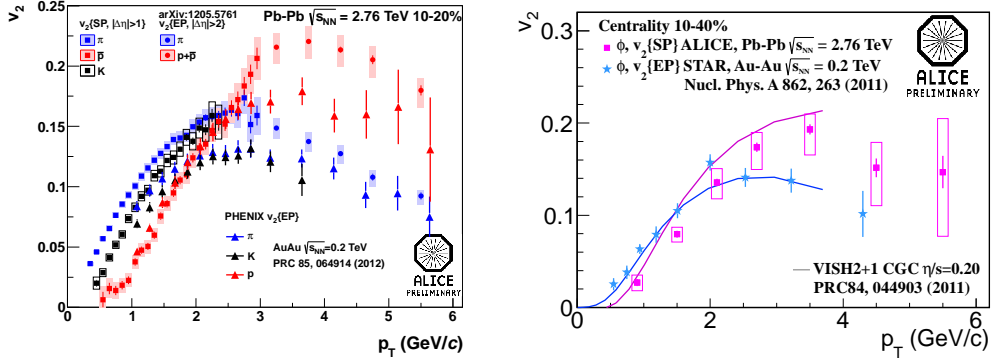 v2
v2{SP, |Δη|>1}
π
p̅
K
arXiv:1205.5761
v2{EP, |Δη|>2}
π
p+p̅
Pb-Pb √sNN = 2.76 TeV 10-20%
0.25
0.2
0.15
0.1
0.05
0
PHENIX v2{EP}
π
K
p
AuAu √sNN=0.2 TeV
PRC 85, 064914 (2012)
ALICE
PRELIMINARY
0 1 2 3 4 5 6
pT (GeV/c)
v2
Centrality 10-40%
ϕ, v2{SP} ALICE, Pb-Pb √sNN = 2.76 TeV
ϕ, v2{EP} STAR, Au-Au √sNN = 0.2 TeV
Nucl. Phys. A 862, 263 (2011)
ALICE
PRELIMINARY
0.3
0.2
0.1
0
VISH2+1 CGC η/s=0.20
PRC84, 044903 (2011)
0 2 4 6
pT (GeV/c)